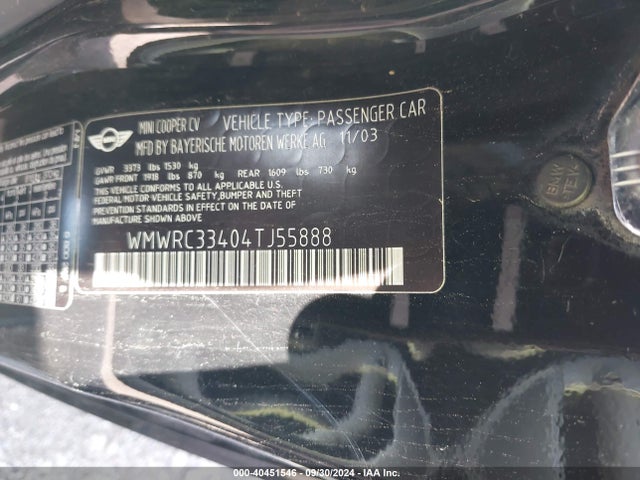 MINI COOPER CV VEHICLE TYPE: PASSENGER CAR
MFD BY BAYERISCHE MOTOREN WERKE AG 11/03
GVWR 3373 lbs 1530 kg
GAWR FRONT 1918 lbs 870 kg REAR 1609 lbs 730 kg
THIS VEHICLE CONFORMS TO ALL APPLICABLE U.S.
FEDERAL MOTOR VEHICLE SAFETY, BUMPER AND THEFT
PREVENTION STANDARDS IN EFFECT ON THE DATE OF
MANUFACTURE SHOWN ABOVE.
WMWRC33404TJ55888
000-40451546 - 09/30/2024 - IAA Inc.